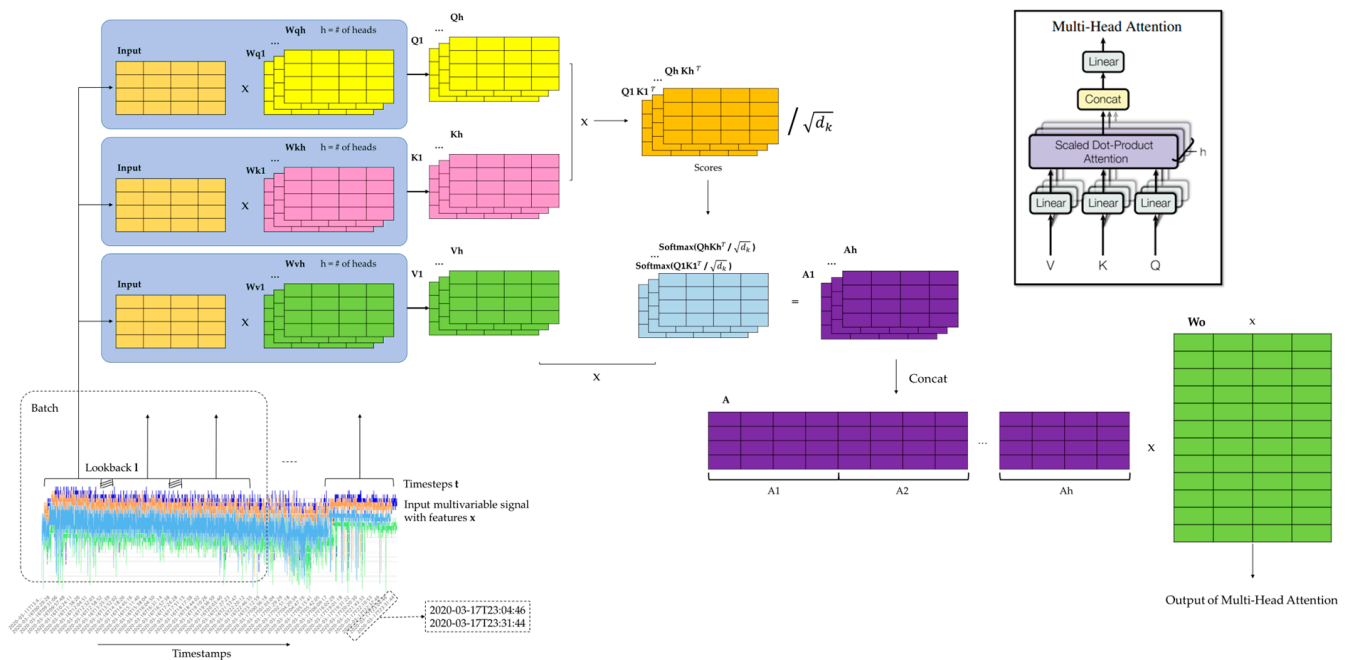 Wqh h = # of heads
...
Input
Wq1
X
Qh
...
Q1
Wkh h = # of heads
...
Input
Wk1
X
Kh
...
K1
Wvh h = # of heads
...
Input
Wv1
X
Vh
...
V1
X
Qh Kh T
...
Q1 K1 T
/ √dk
Scores
Softmax(QhKhT / √dk )
...
Softmax(Q1K1T / √dk )
=
Ah
...
A1
X
Concat
A
...
A1
A2
Ah
X
Wo
x
Output of Multi-Head Attention
Multi-Head Attention
Linear
Concat
Scaled Dot-Product
Attention
h
Linear
Linear
Linear
V
K
Q
Batch
Lookback l
----
Timesteps t
Input multivariable signal
with features x
2020-03-17T23:04:46
2020-03-17T23:31:44
Timestamps